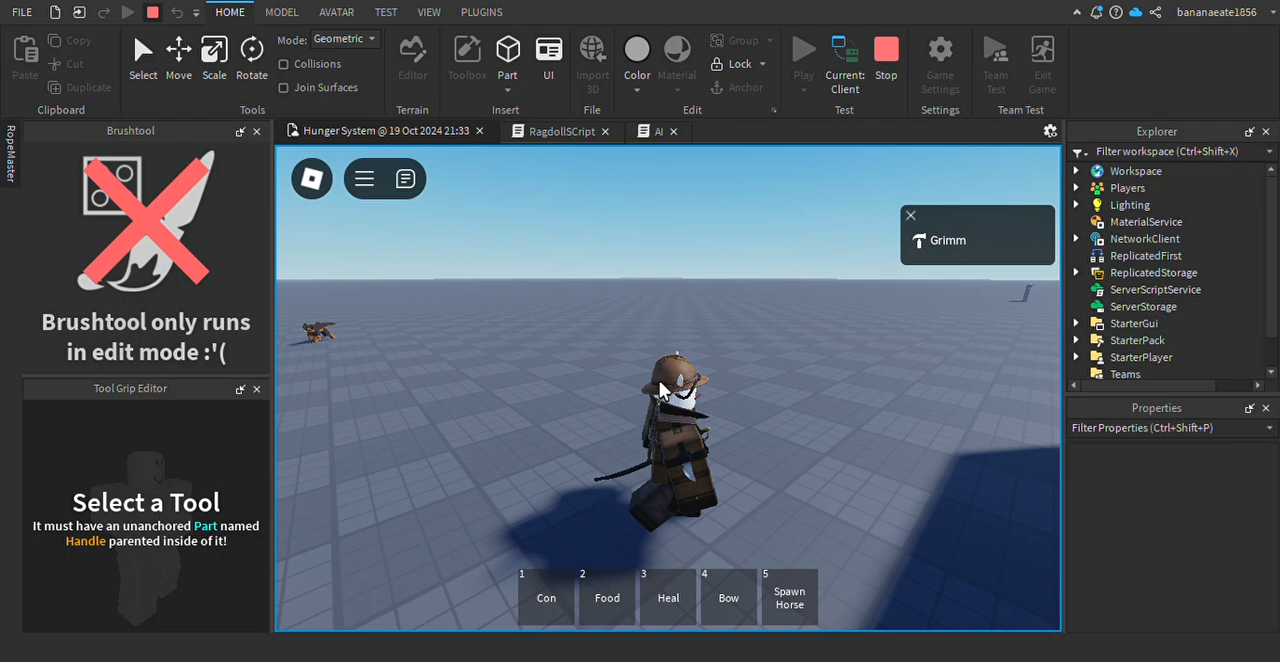 FILE
HOME
MODEL
AVATAR
TEST
VIEW
PLUGINS
bananaeate1856
Paste
Copy
Cut
Duplicate
Clipboard
Select
Move
Scale
Rotate
Mode: Geometric
Collisions
Join Surfaces
Tools
Editor
Terrain
Toolbox
Part
UI
Insert
Import
3D
File
Color
Material
Group
Lock
Anchor
Edit
Play
Current:
Client
Stop
Test
Game
Settings
Settings
Team
Test
Exit
Game
Team Test
RopeMaster
Brushtool
Brushtool only runs
in edit mode :'(
Tool Grip Editor
Select a Tool
It must have an unanchored Part named
Handle parented inside of it!
Hunger System @ 19 Oct 2024 21:33
RagdollSCript
AI
Grimm
1
Con
2
Food
3
Heal
4
Bow
5
Spawn
Horse
Explorer
Filter workspace (Ctrl+Shift+X)
Workspace
Players
Lighting
MaterialService
NetworkClient
ReplicatedFirst
ReplicatedStorage
ServerScriptService
ServerStorage
StarterGui
StarterPack
StarterPlayer
Teams
Properties
Filter Properties (Ctrl+Shift+P)